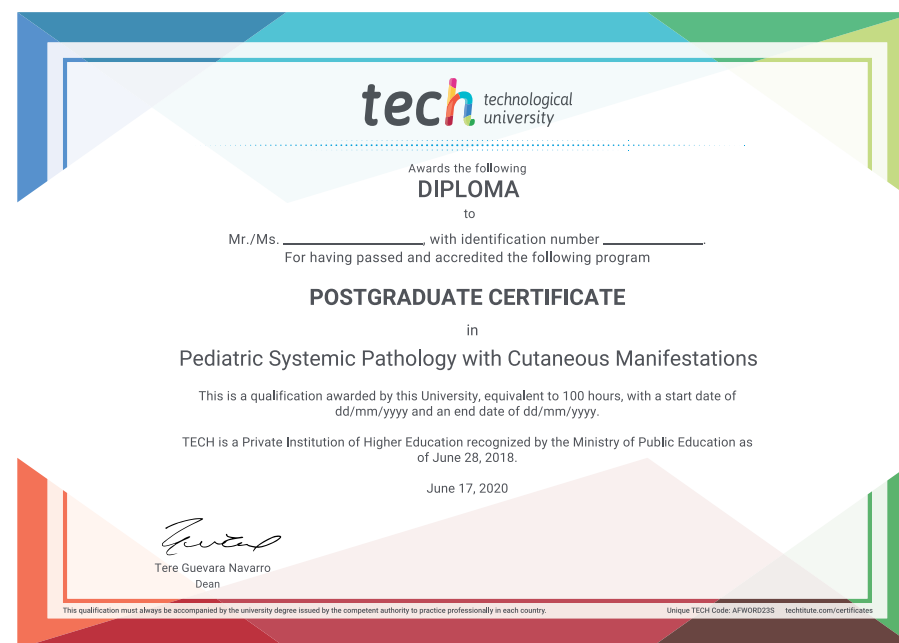 tech technological
university
Awards the following
DIPLOMA
to
Mr./Ms. ____________________, with identification number ______________.
For having passed and accredited the following program
POSTGRADUATE CERTIFICATE
in
Pediatric Systemic Pathology with Cutaneous Manifestations
This is a qualification awarded by this University, equivalent to 100 hours, with a start date of
dd/mm/yyyy and an end date of dd/mm/yyyy.
TECH is a Private Institution of Higher Education recognized by the Ministry of Public Education as
of June 28, 2018.
June 17, 2020
Tere Guevara Navarro
Dean
This qualification must always be accompanied by the university degree issued by the competent authority to practice professionally in each country.
Unique TECH Code: AFWORD23S techtitute.com/certificates